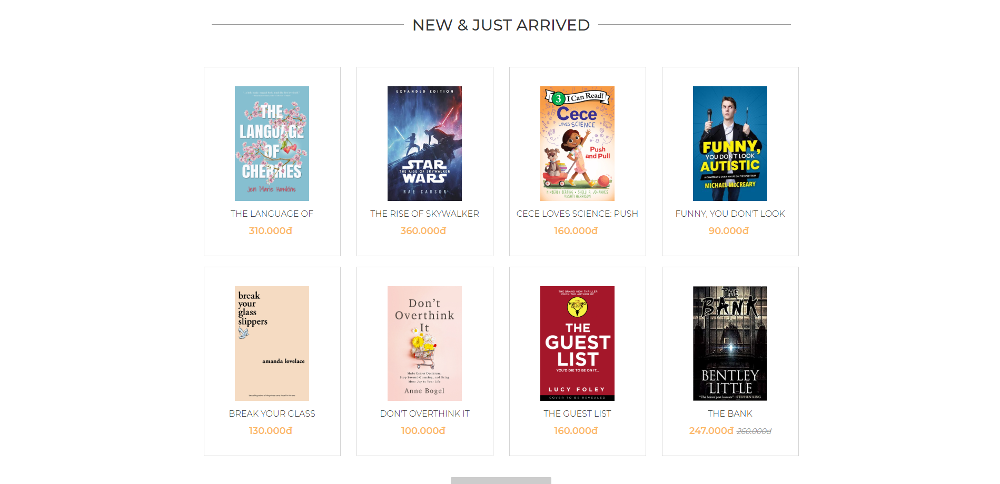 NEW & JUST ARRIVED
THE
LANGUAGE
OF
CHERRIES
Jen Marie Hawkins
THE LANGUAGE OF
310.000đ
EXPANDED EDITION
STAR
THE RISE OF SKYWALKER
WARS
RAE CARSON
THE RISE OF SKYWALKER
360.000đ
3 I Can Read!
Cece
LOVES SCIENCE
Push
and Pull
KIMBERLY DERTING • SHELLI R. JOHANNES
VASHTI HARRISON
CECE LOVES SCIENCE: PUSH
160.000đ
FUNNY,
YOU DON'T LOOK
AUTISTIC
A COMEDIAN'S GUIDE TO LIFE ON THE SPECTRUM
MICHAEL McCREARY
FUNNY, YOU DON'T LOOK
90.000đ
break
your
glass
slippers
amanda lovelace
BREAK YOUR GLASS
130.000đ
Don't
Overthink
It
Make Easier Decisions,
Stop Second-Guessing, and Bring
More Joy to Your Life
Anne Bogel
DON'T OVERTHINK IT
100.000đ
THE BRAND NEW THRILLER
FROM THE AUTHOR OF
THE
HUNTING
PARTY
THE
GUEST
LIST
YOU'D DIE TO BE ON IT...
LUCY FOLEY
COVER TO BE REVEALED
THE GUEST LIST
160.000đ
THE
BANK
BENTLEY
LITTLE
"The horror poet laureate" - STEPHEN KING
THE BANK
247.000đ 260.000đ